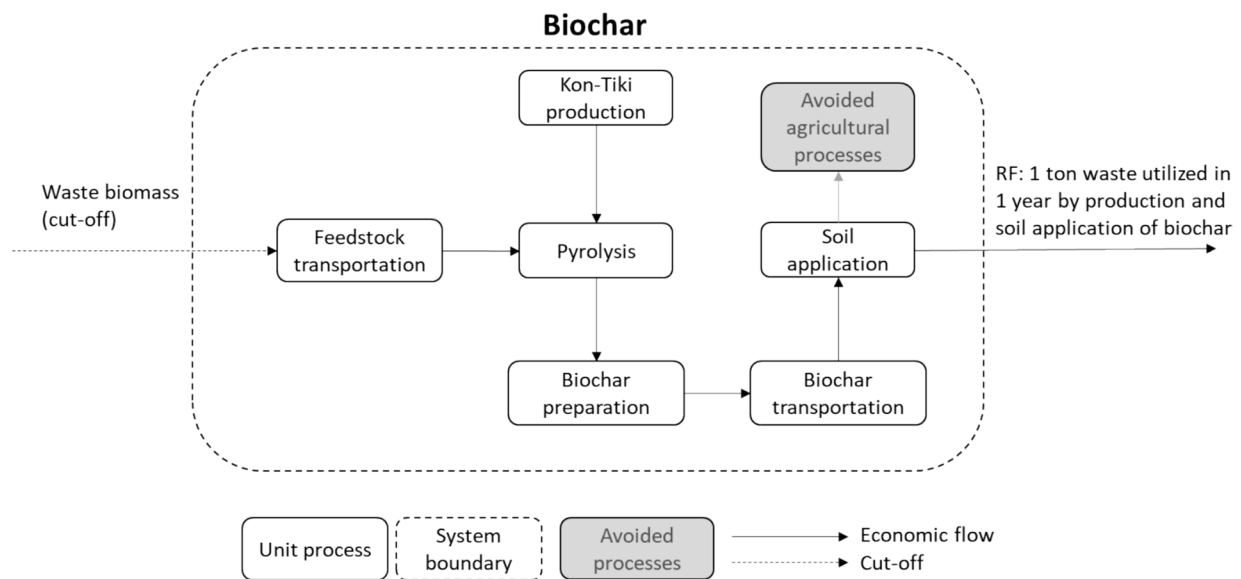 Biochar
Kon-Tiki
production
Avoided
agricultural
processes
Waste biomass
(cut-off)
RF: 1 ton waste utilized in
1 year by production and
soil application of biochar
Feedstock
transportation
Pyrolysis
Soil
application
Biochar
preparation
Biochar
transportation
Unit process
System
boundary
Avoided
processes
Economic flow
Cut-off